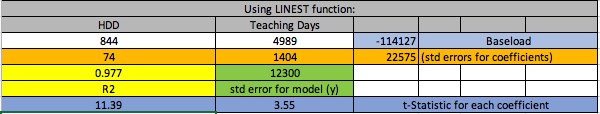 Using LINEST function:
HDD Teaching Days
844 4989 -114127 Baseload
74 1404 22575 (std errors for coefficients)
0.977 12300
R2 std error for model (y)
11.39 3.55 t-Statistic for each coefficient